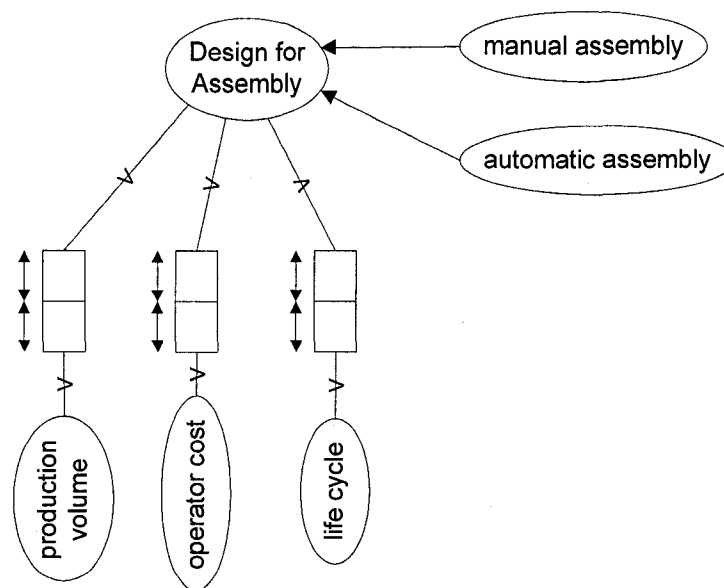 Design for
Assembly
manual assembly
automatic assembly
V
V
V
V
V
V
production
volume
operator cost
life cycle